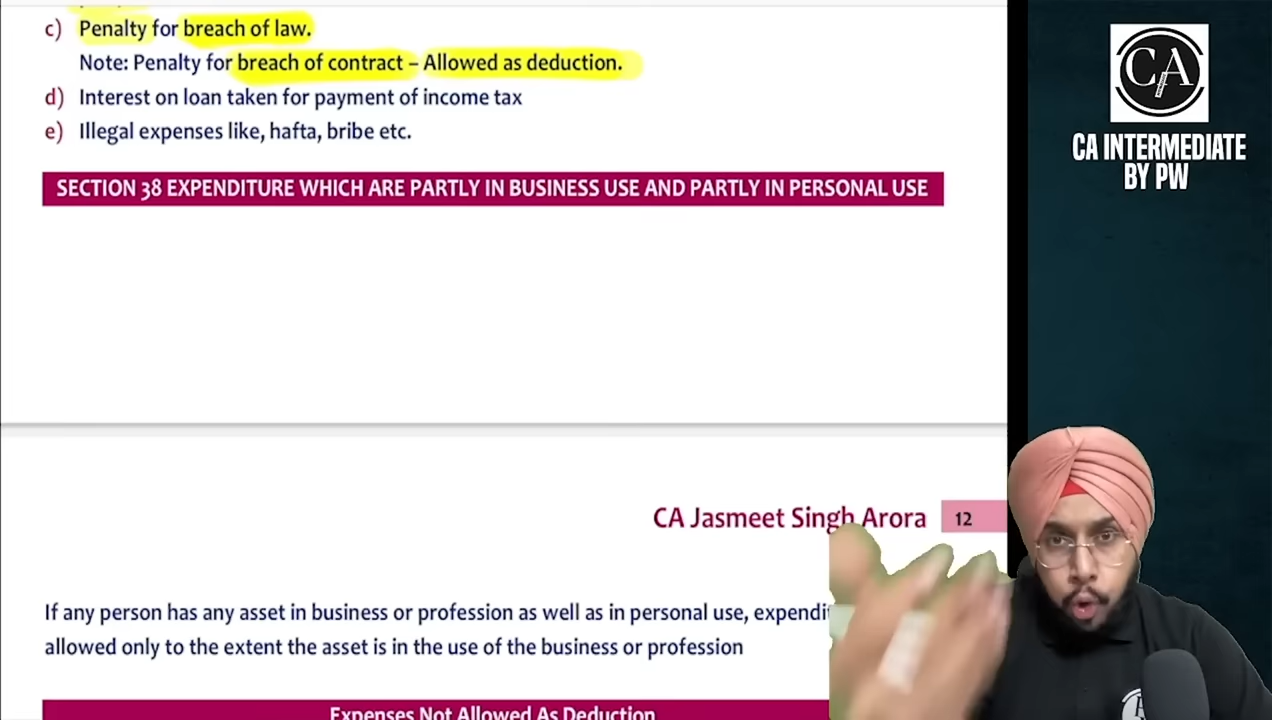 c) Penalty for breach of law.
Note: Penalty for breach of contract – Allowed as deduction.
d) Interest on loan taken for payment of income tax
e) Illegal expenses like, hafta, bribe etc.
SECTION 38 EXPENDITURE WHICH ARE PARTLY IN BUSINESS USE AND PARTLY IN PERSONAL USE
CA Jasmeet Singh Arora 12
If any person has any asset in business or profession as well as in personal use,
allowed only to the extent the asset is in the use of the business or profession
Expenses Not Allowed As Deduction
CA
CA INTERMEDIATE
BY PW